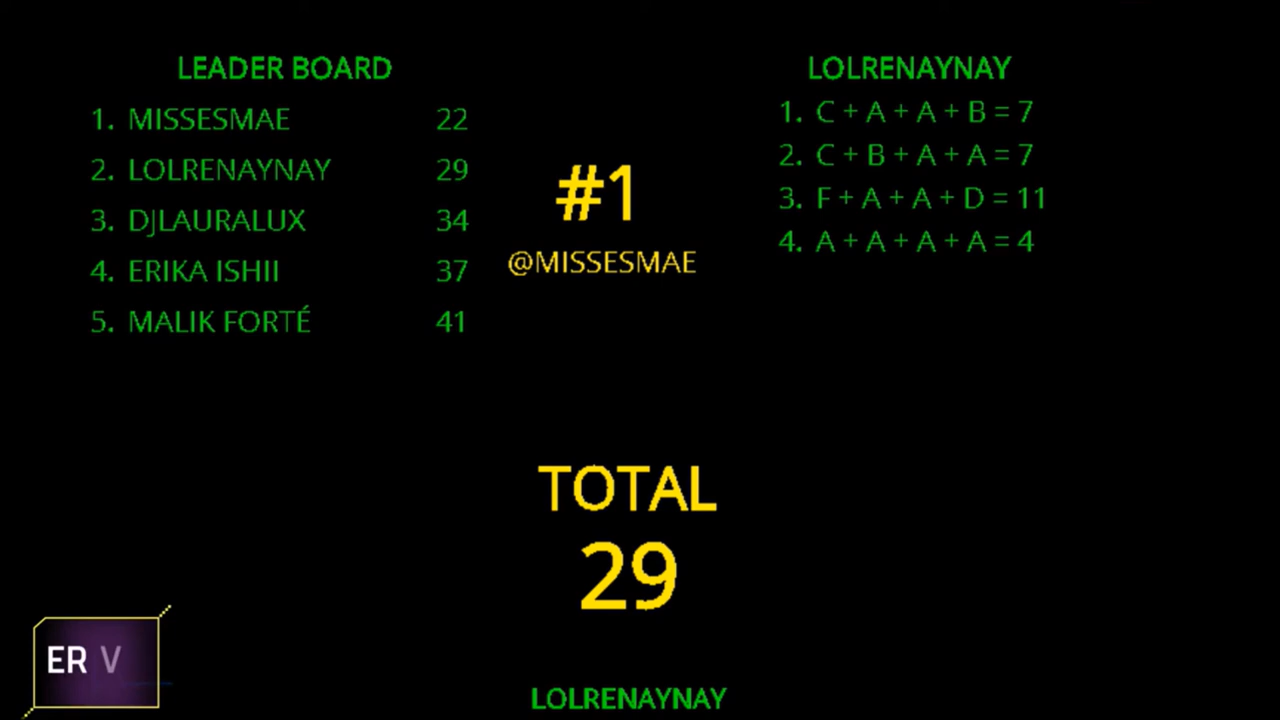 LEADER BOARD
1. MISSESMAE 22
2. LOLRENAYNAY 29
3. DJLAURALUX 34
4. ERIKA ISHII 37
5. MALIK FORTÉ 41
#1
@MISSESMAE
LOLRENAYNAY
1. C + A + A + B = 7
2. C + B + A + A = 7
3. F + A + A + D = 11
4. A + A + A + A = 4
TOTAL
29
ER V
LOLRENAYNAY